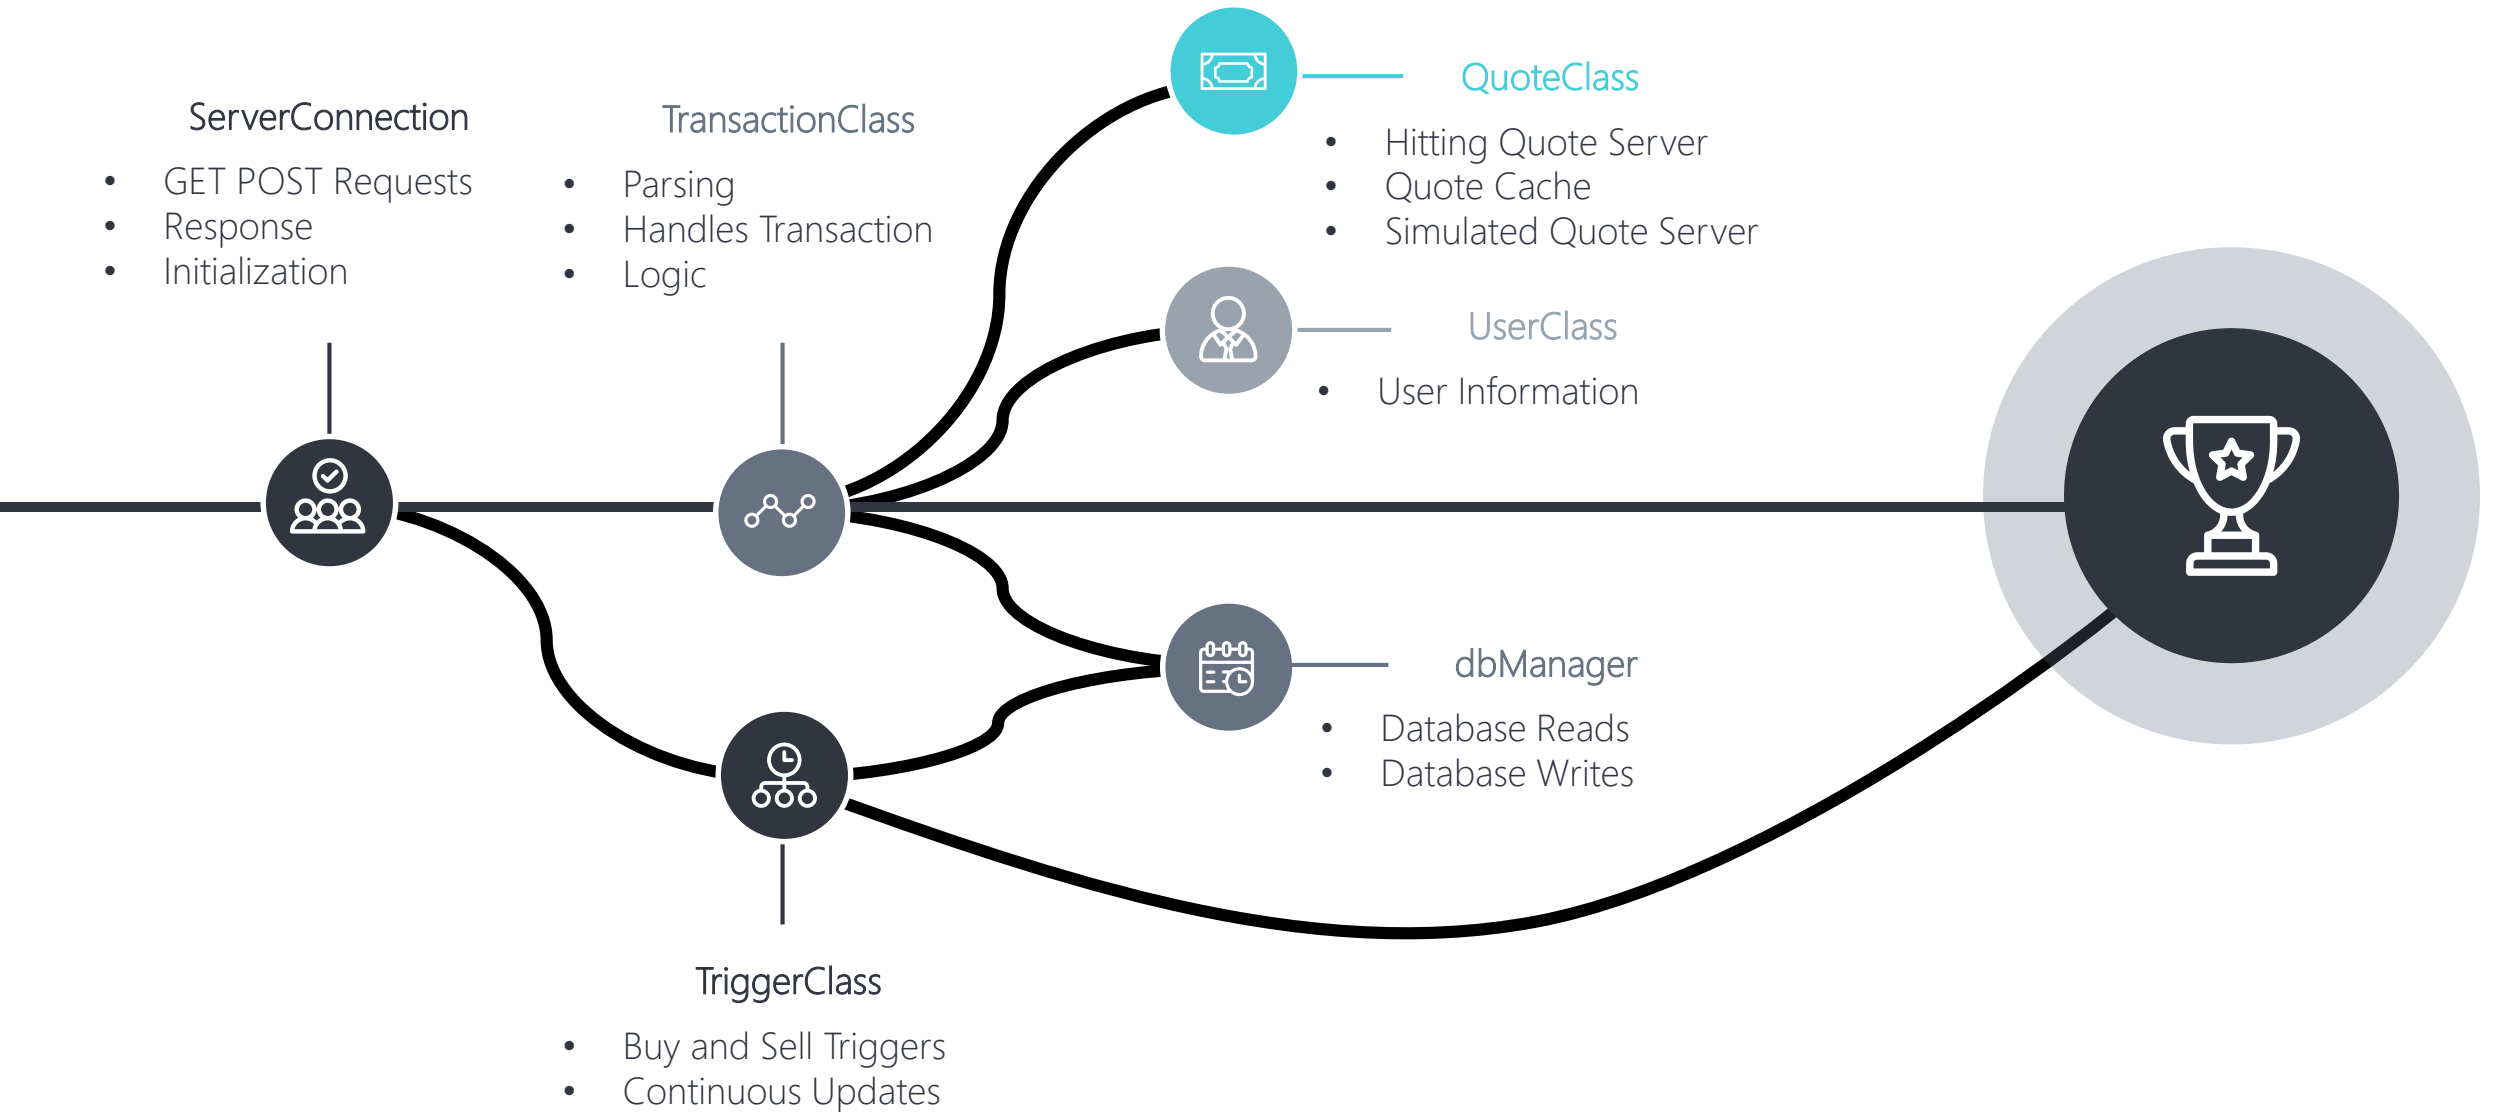 ServerConnection
• GET POST Requests
• Response
• Initialization
TransactionClass
• Parsing
• Handles Transaction
• Logic
QuoteClass
• Hitting Quote Server
• Quote Cache
• Simulated Quote Server
UserClass
• User Information
dbManager
• Database Reads
• Database Writes
TriggerClass
• Buy and Sell Triggers
• Continuous Updates